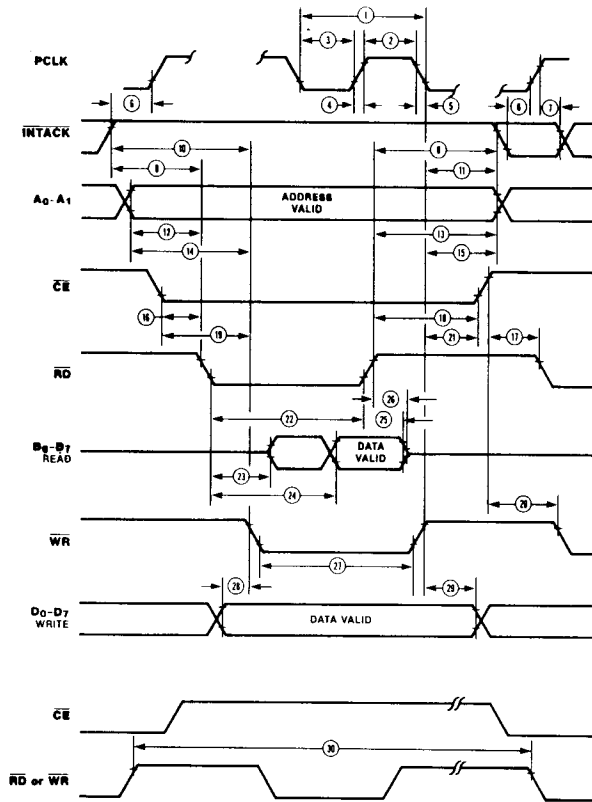 1
3 2
PCLK
6 4 5 6 7
INTACK
10
8 11
A₀-A₁ ADDRESS VALID
12 13
14 15
CE
16 19 18 21 17
RD
26
22 25
D₀-D₇ READ DATA VALID
23
24
WR
27
28 29
D₀-D₇ WRITE DATA VALID
CE
30
RD or WR